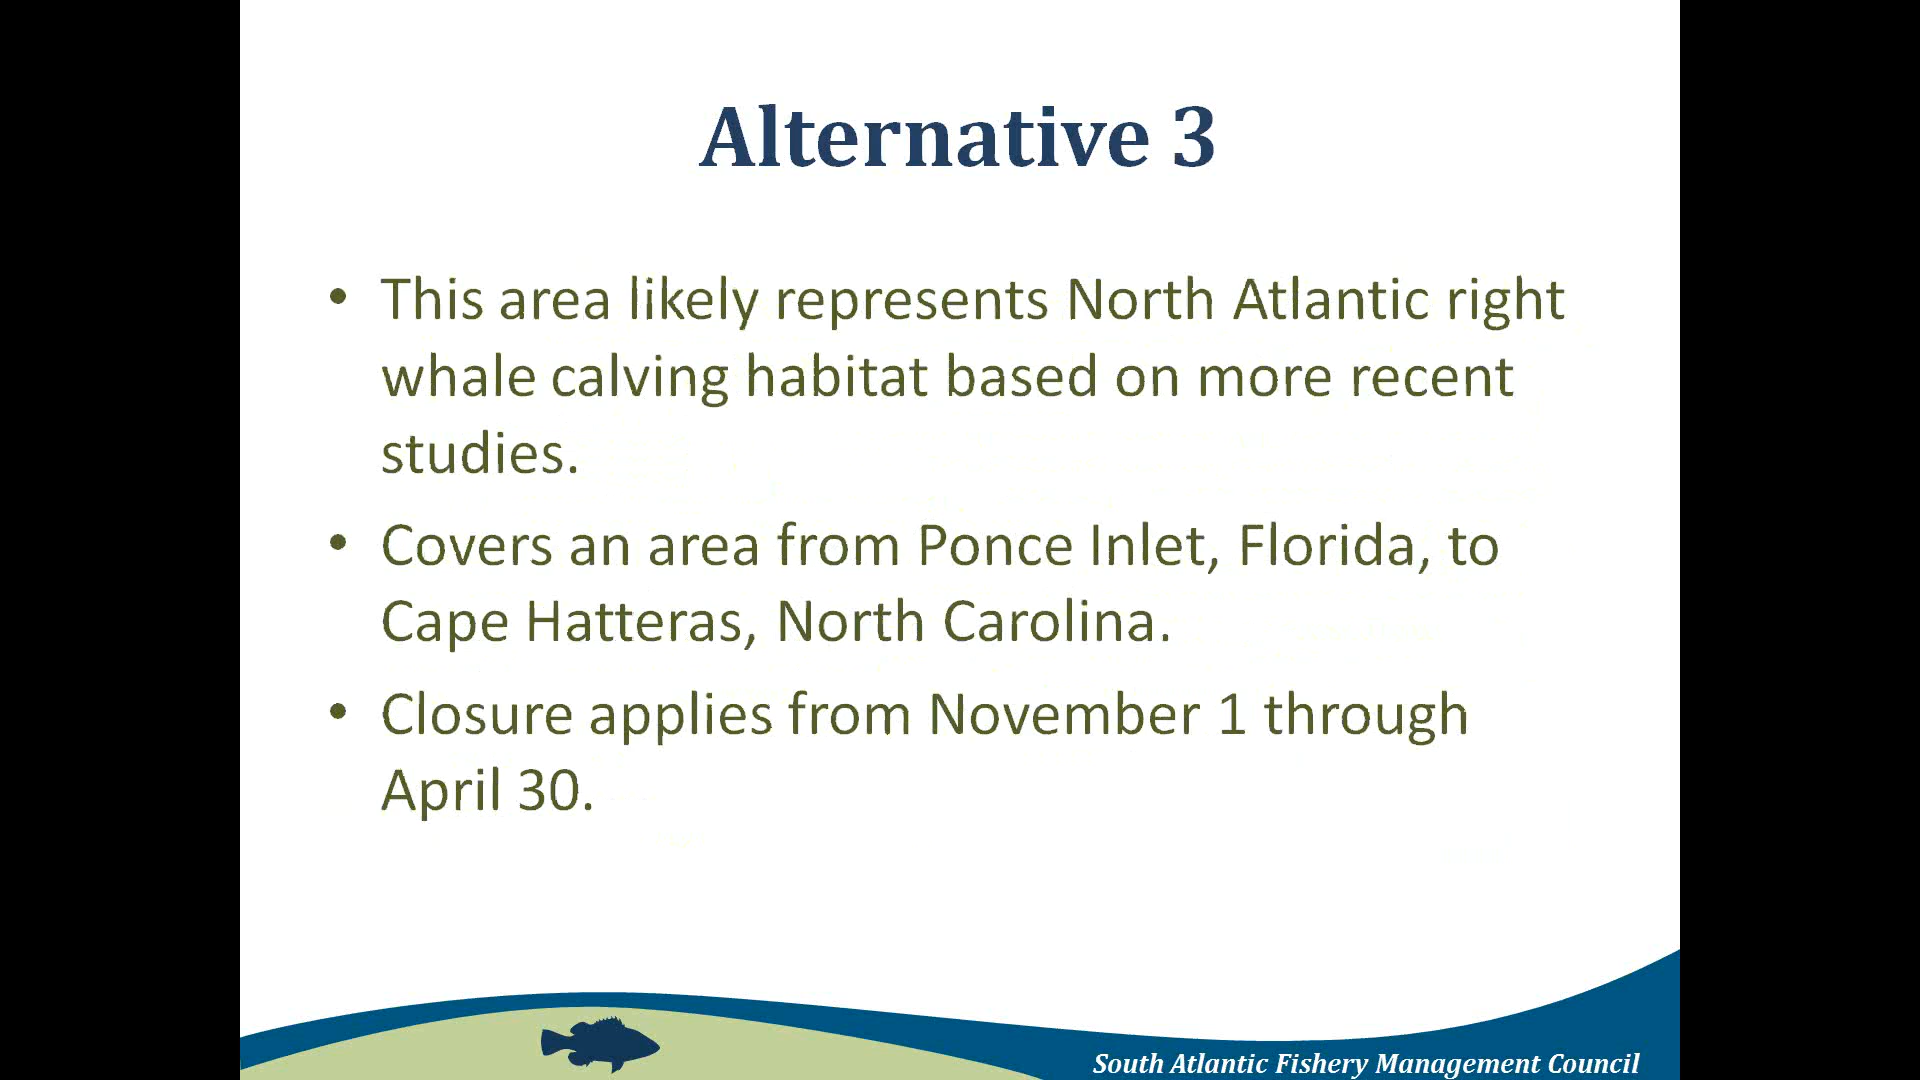 Alternative 3
• This area likely represents North Atlantic right
whale calving habitat based on more recent
studies.
• Covers an area from Ponce Inlet, Florida, to
Cape Hatteras, North Carolina.
• Closure applies from November 1 through
April 30.
South Atlantic Fishery Management Council